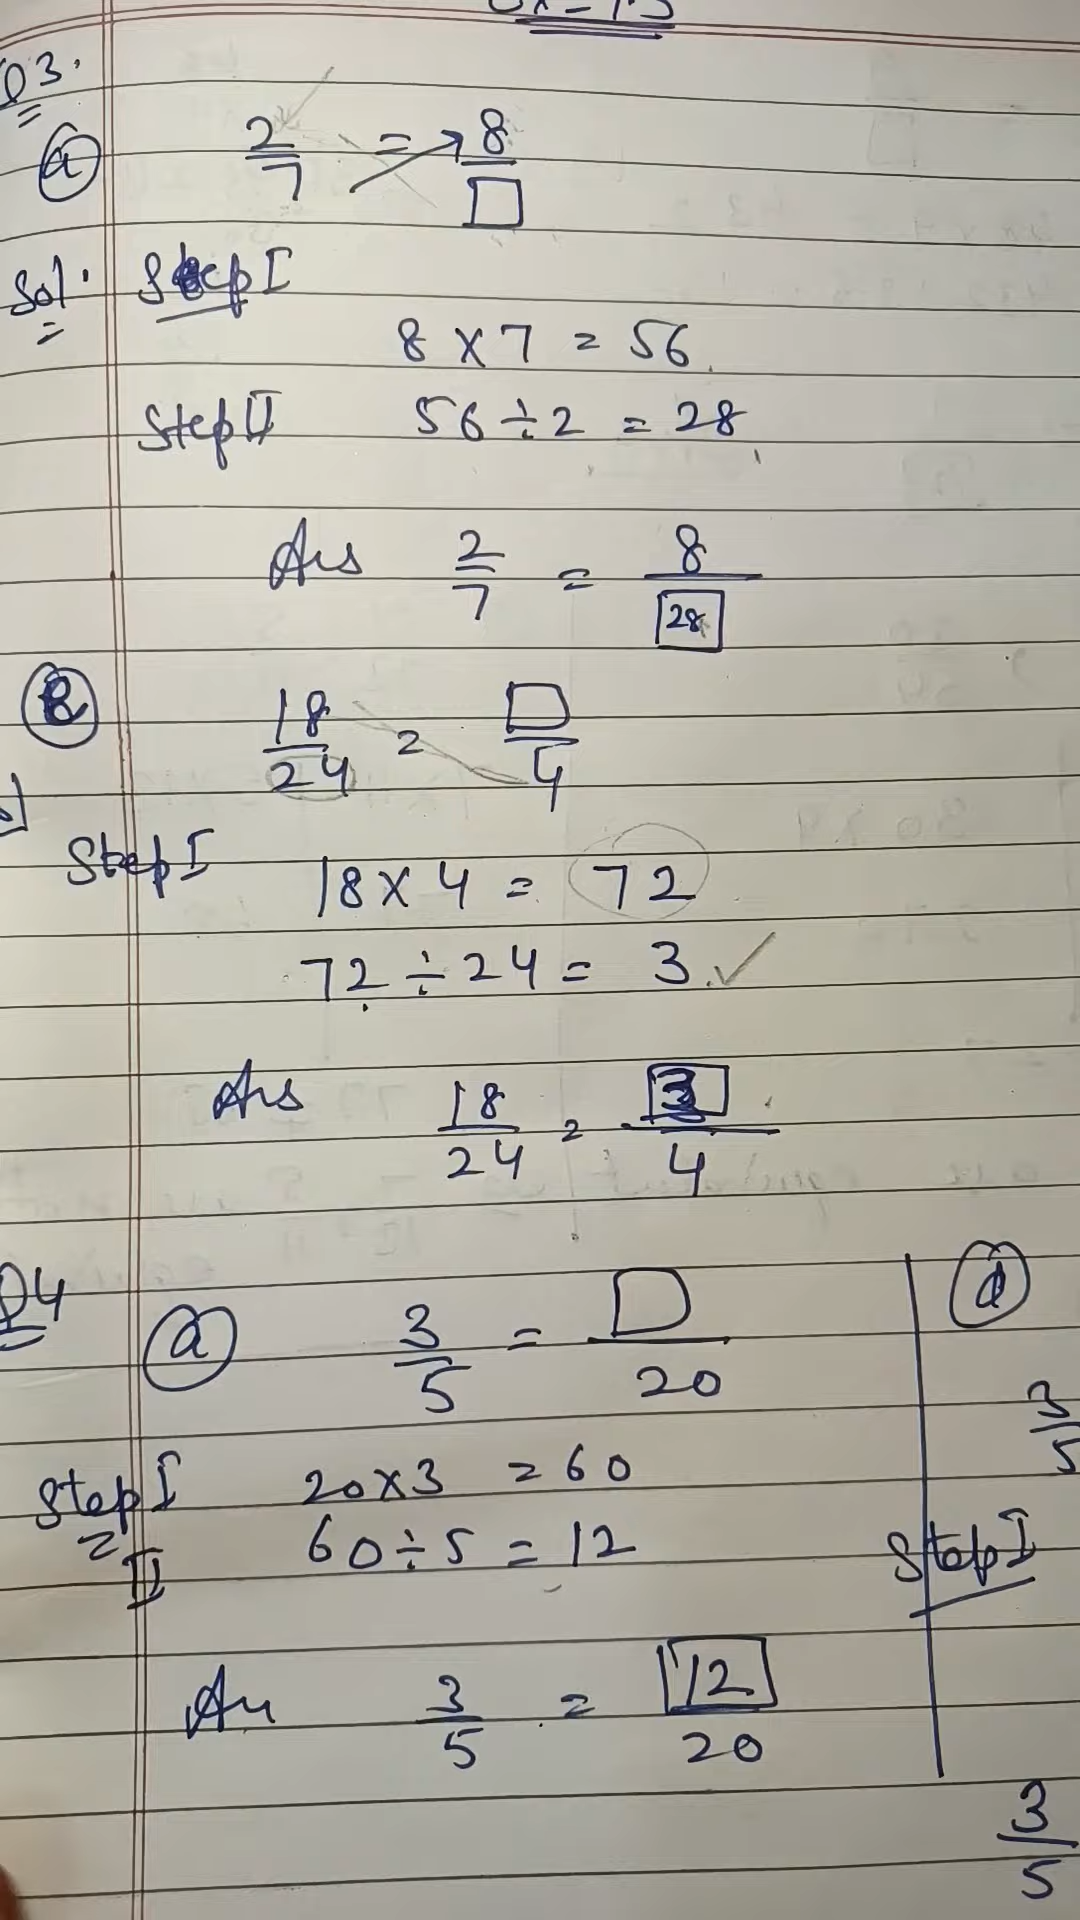 Q3.
(a) 2/7 = 8/□
Sol. Step I
8 x 7 = 56.
Step II 56 ÷ 2 = 28
Ans 2/7 = 8/28
18/24 = □/4
Step I
18 x 4 = 72
72 ÷ 24 = 3 ✓
Ans 18/24 = 3/4
Q4 (a) 3/5 = □/20
Step I 20x3 = 60
II 60 ÷ 5 = 12
An 3/5 = 12/20
(d)
3/5
Step I
3/5